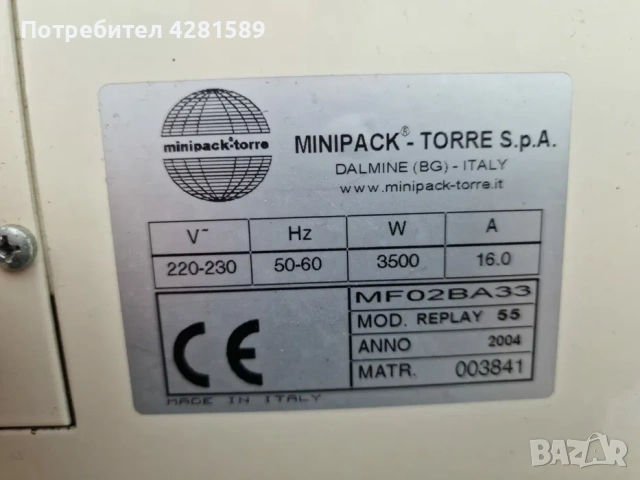 Потребител 4281589
minipack-torre
MINIPACK® - TORRE S.p.A.
DALMINE (BG) - ITALY
www.minipack-torre.it
V~ Hz W A
220-230 50-60 3500 16.0
CE
MF02BA33
MOD. REPLAY 55
ANNO 2004
MATR. 003841
MADE IN ITALY
BAZAR